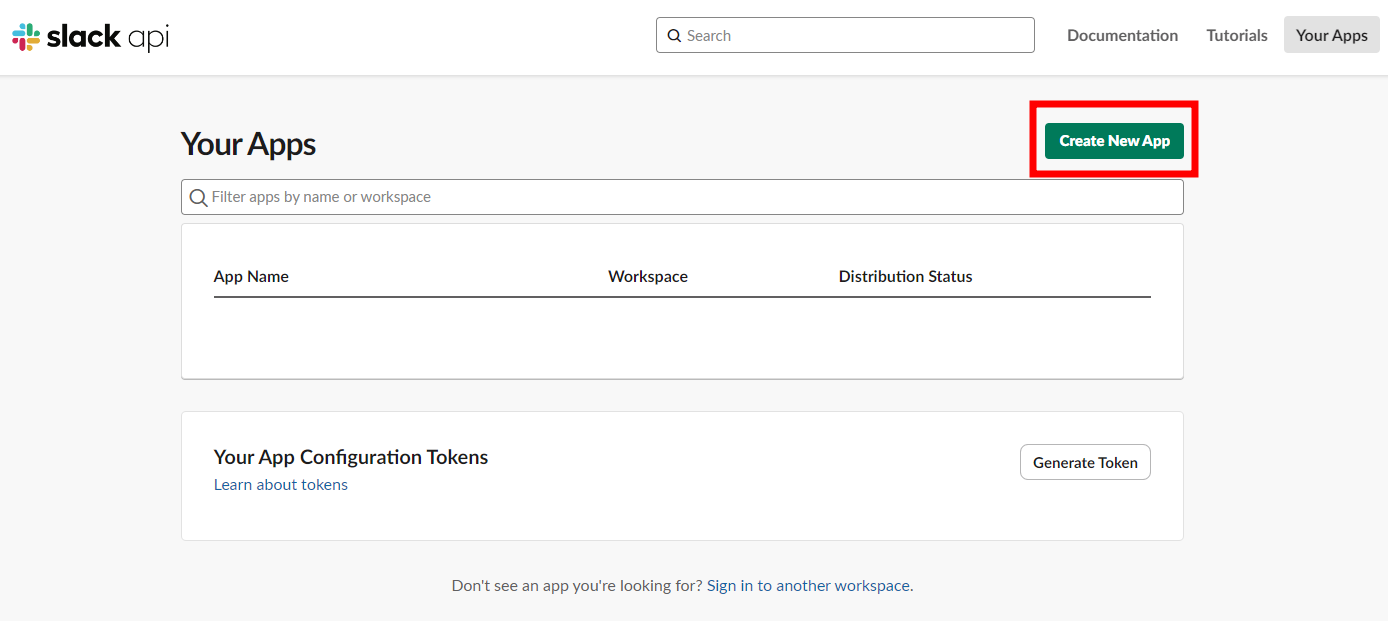 slack api
Search
Documentation
Tutorials
Your Apps
Your Apps
Create New App
Filter apps by name or workspace
App Name Workspace Distribution Status
Your App Configuration Tokens
Learn about tokens
Generate Token
Don't see an app you're looking for? Sign in to another workspace.